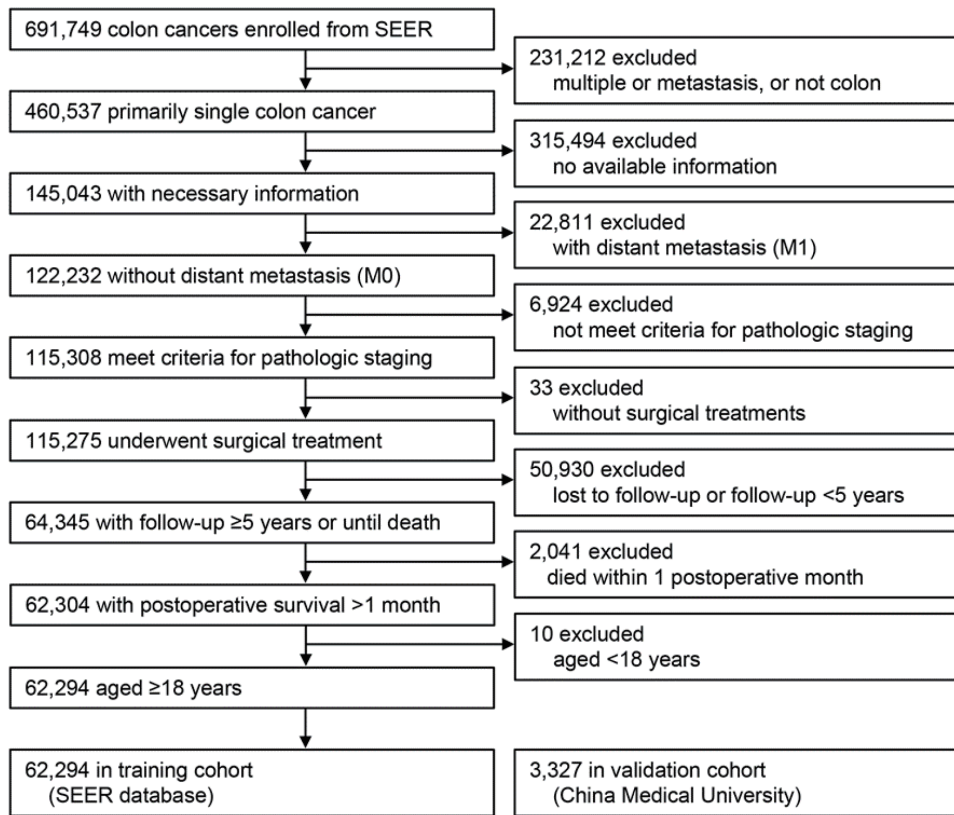 691,749 colon cancers enrolled from SEER
231,212 excluded
multiple or metastasis, or not colon
460,537 primarily single colon cancer
315,494 excluded
no available information
145,043 with necessary information
22,811 excluded
with distant metastasis (M1)
122,232 without distant metastasis (M0)
6,924 excluded
not meet criteria for pathologic staging
115,308 meet criteria for pathologic staging
33 excluded
without surgical treatments
115,275 underwent surgical treatment
50,930 excluded
lost to follow-up or follow-up <5 years
64,345 with follow-up ≥5 years or until death
2,041 excluded
died within 1 postoperative month
62,304 with postoperative survival >1 month
10 excluded
aged <18 years
62,294 aged ≥18 years
62,294 in training cohort
(SEER database)
3,327 in validation cohort
(China Medical University)